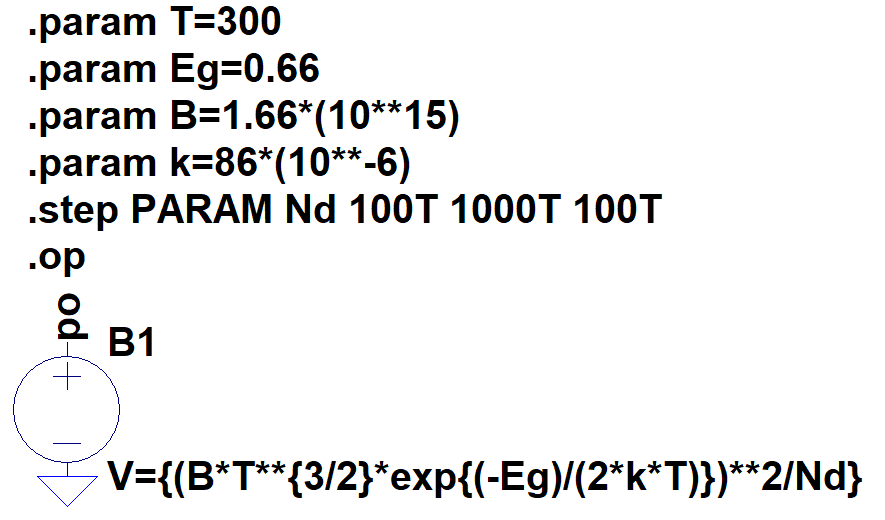 .param T=300
.param Eg=0.66
.param B=1.66*(10**15)
.param k=86*(10**-6)
.step PARAM Nd 100T 1000T 100T
.op
po
B1
V={(B*T**{3/2}*exp{(-Eg)/(2*k*T)})**2/Nd}